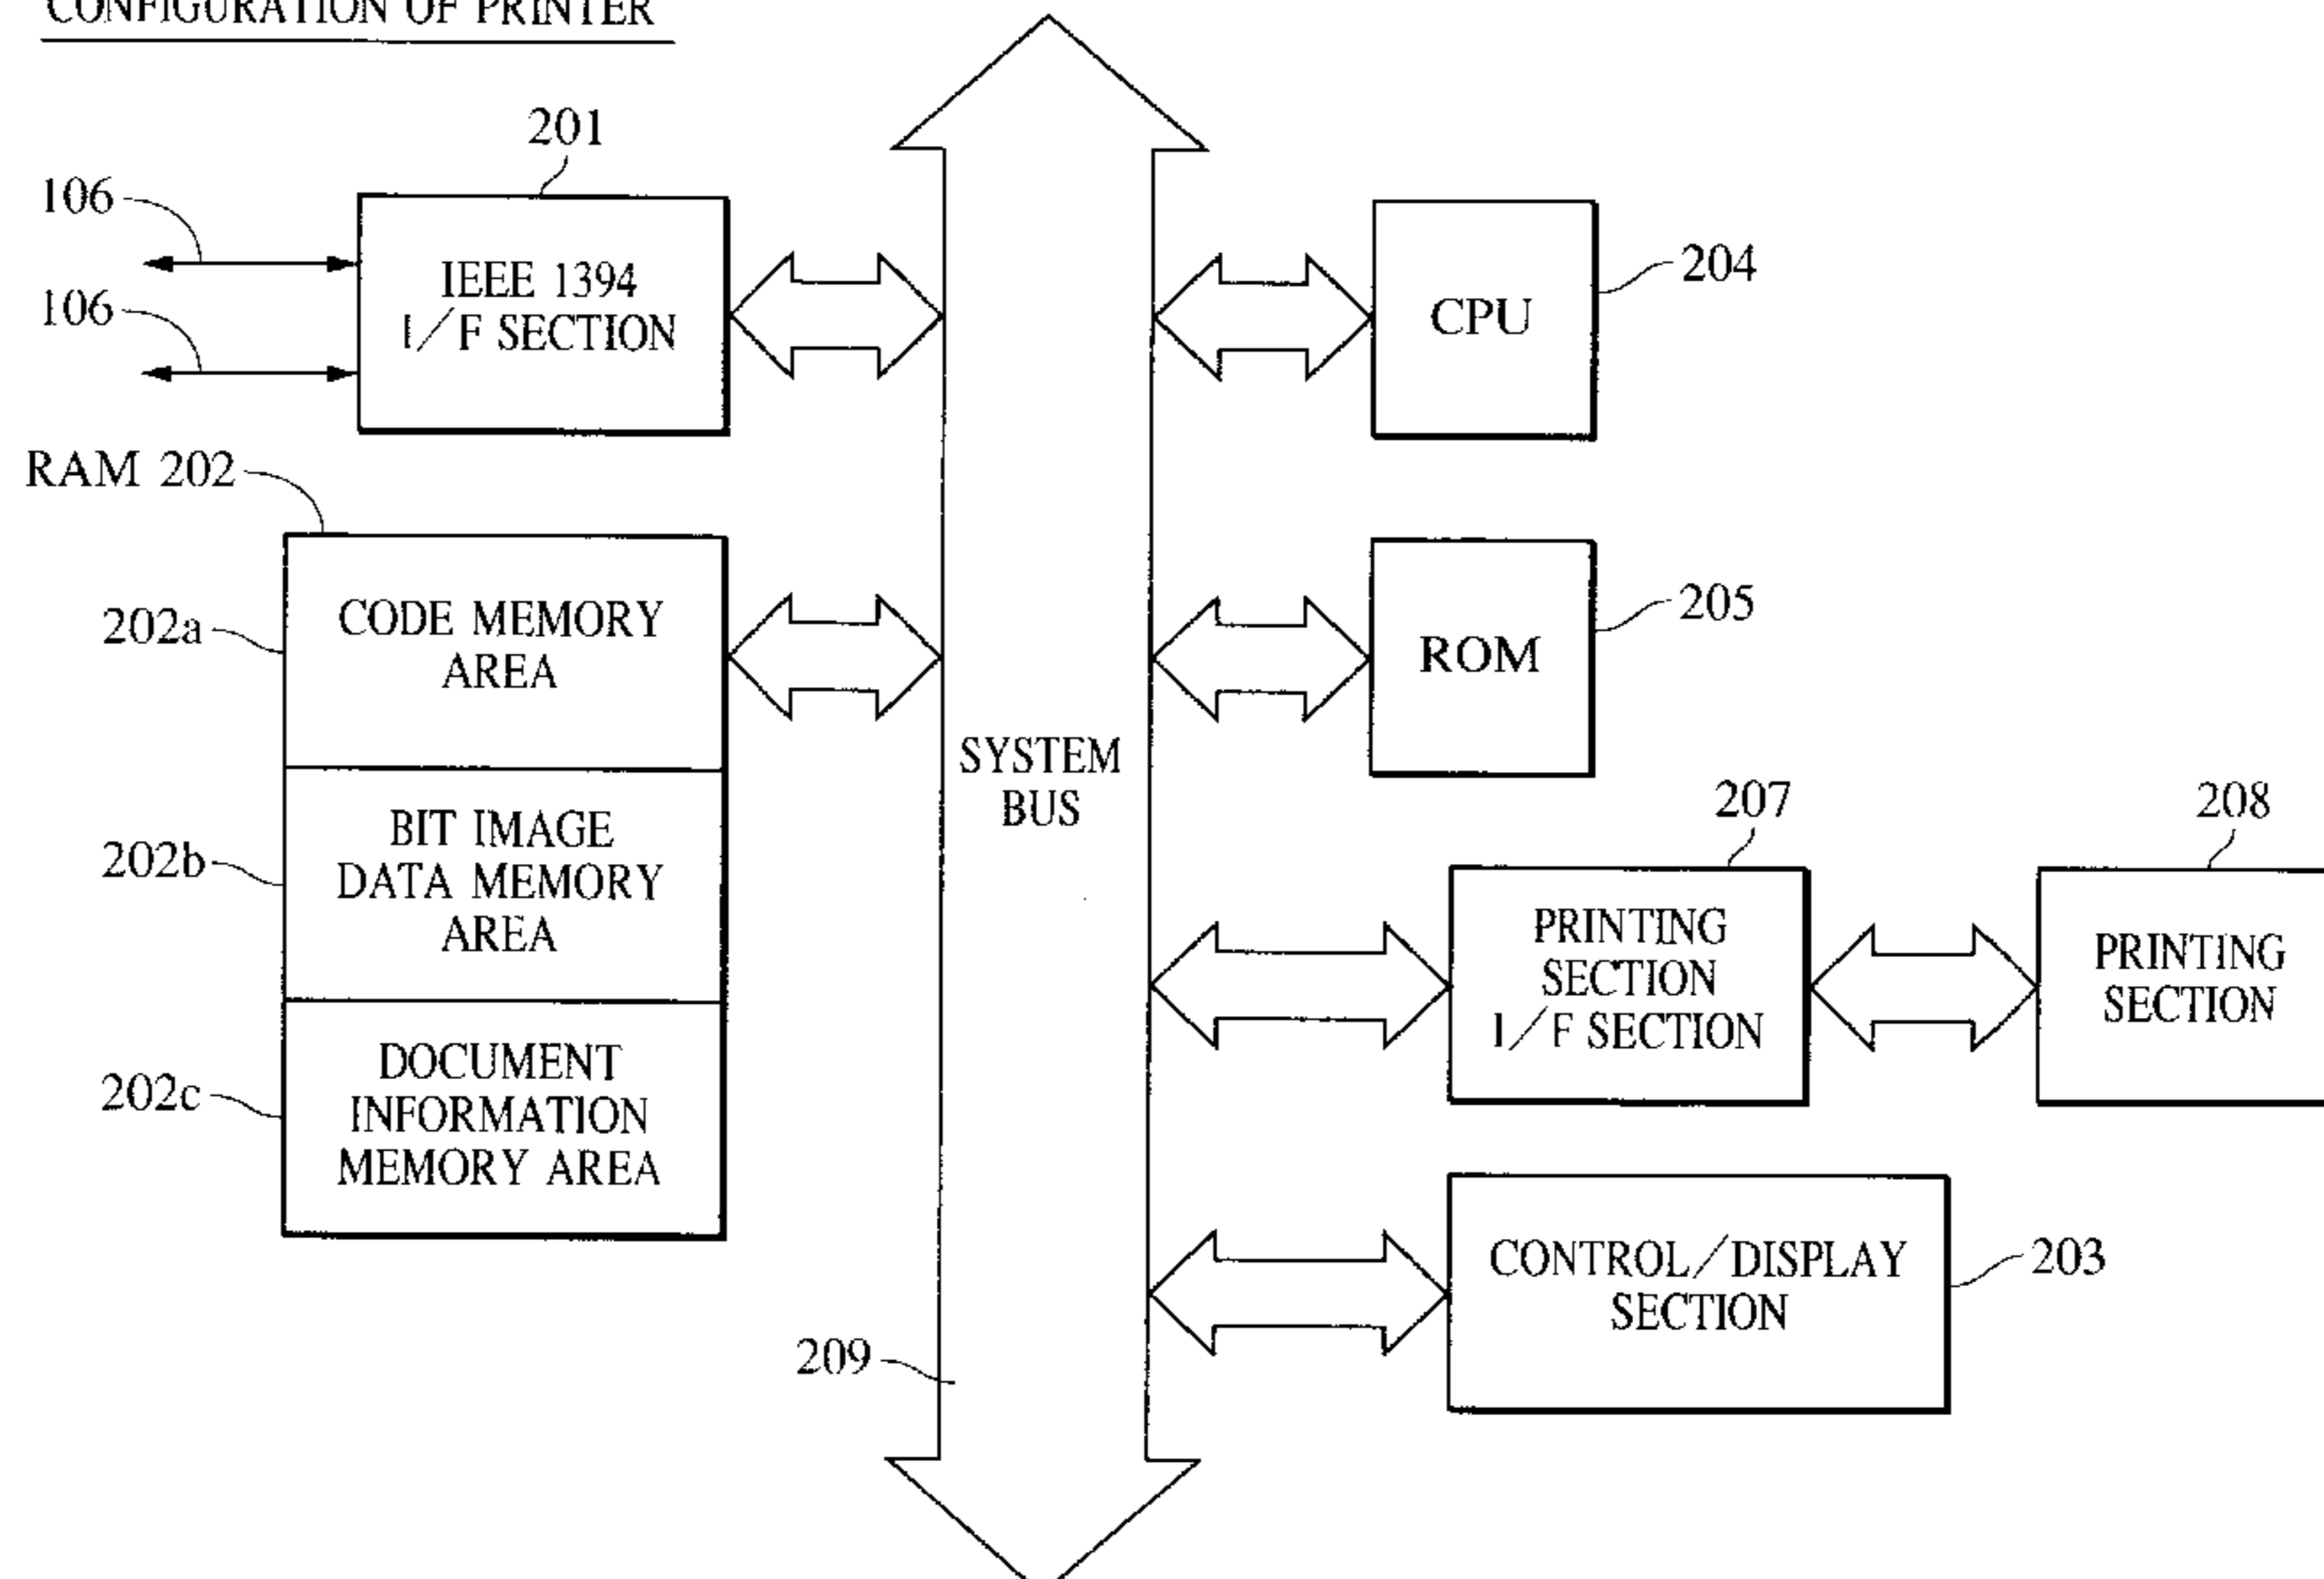 CONFIGURATION OF PRINTER
201
106
106
IEEE 1394
I/F SECTION
204
CPU
RAM 202
202a
CODE MEMORY
AREA
205
ROM
SYSTEM
BUS
202b
BIT IMAGE
DATA MEMORY
AREA
207
PRINTING
SECTION
I/F SECTION
208
PRINTING
SECTION
202c
DOCUMENT
INFORMATION
MEMORY AREA
CONTROL/DISPLAY
SECTION
203
209